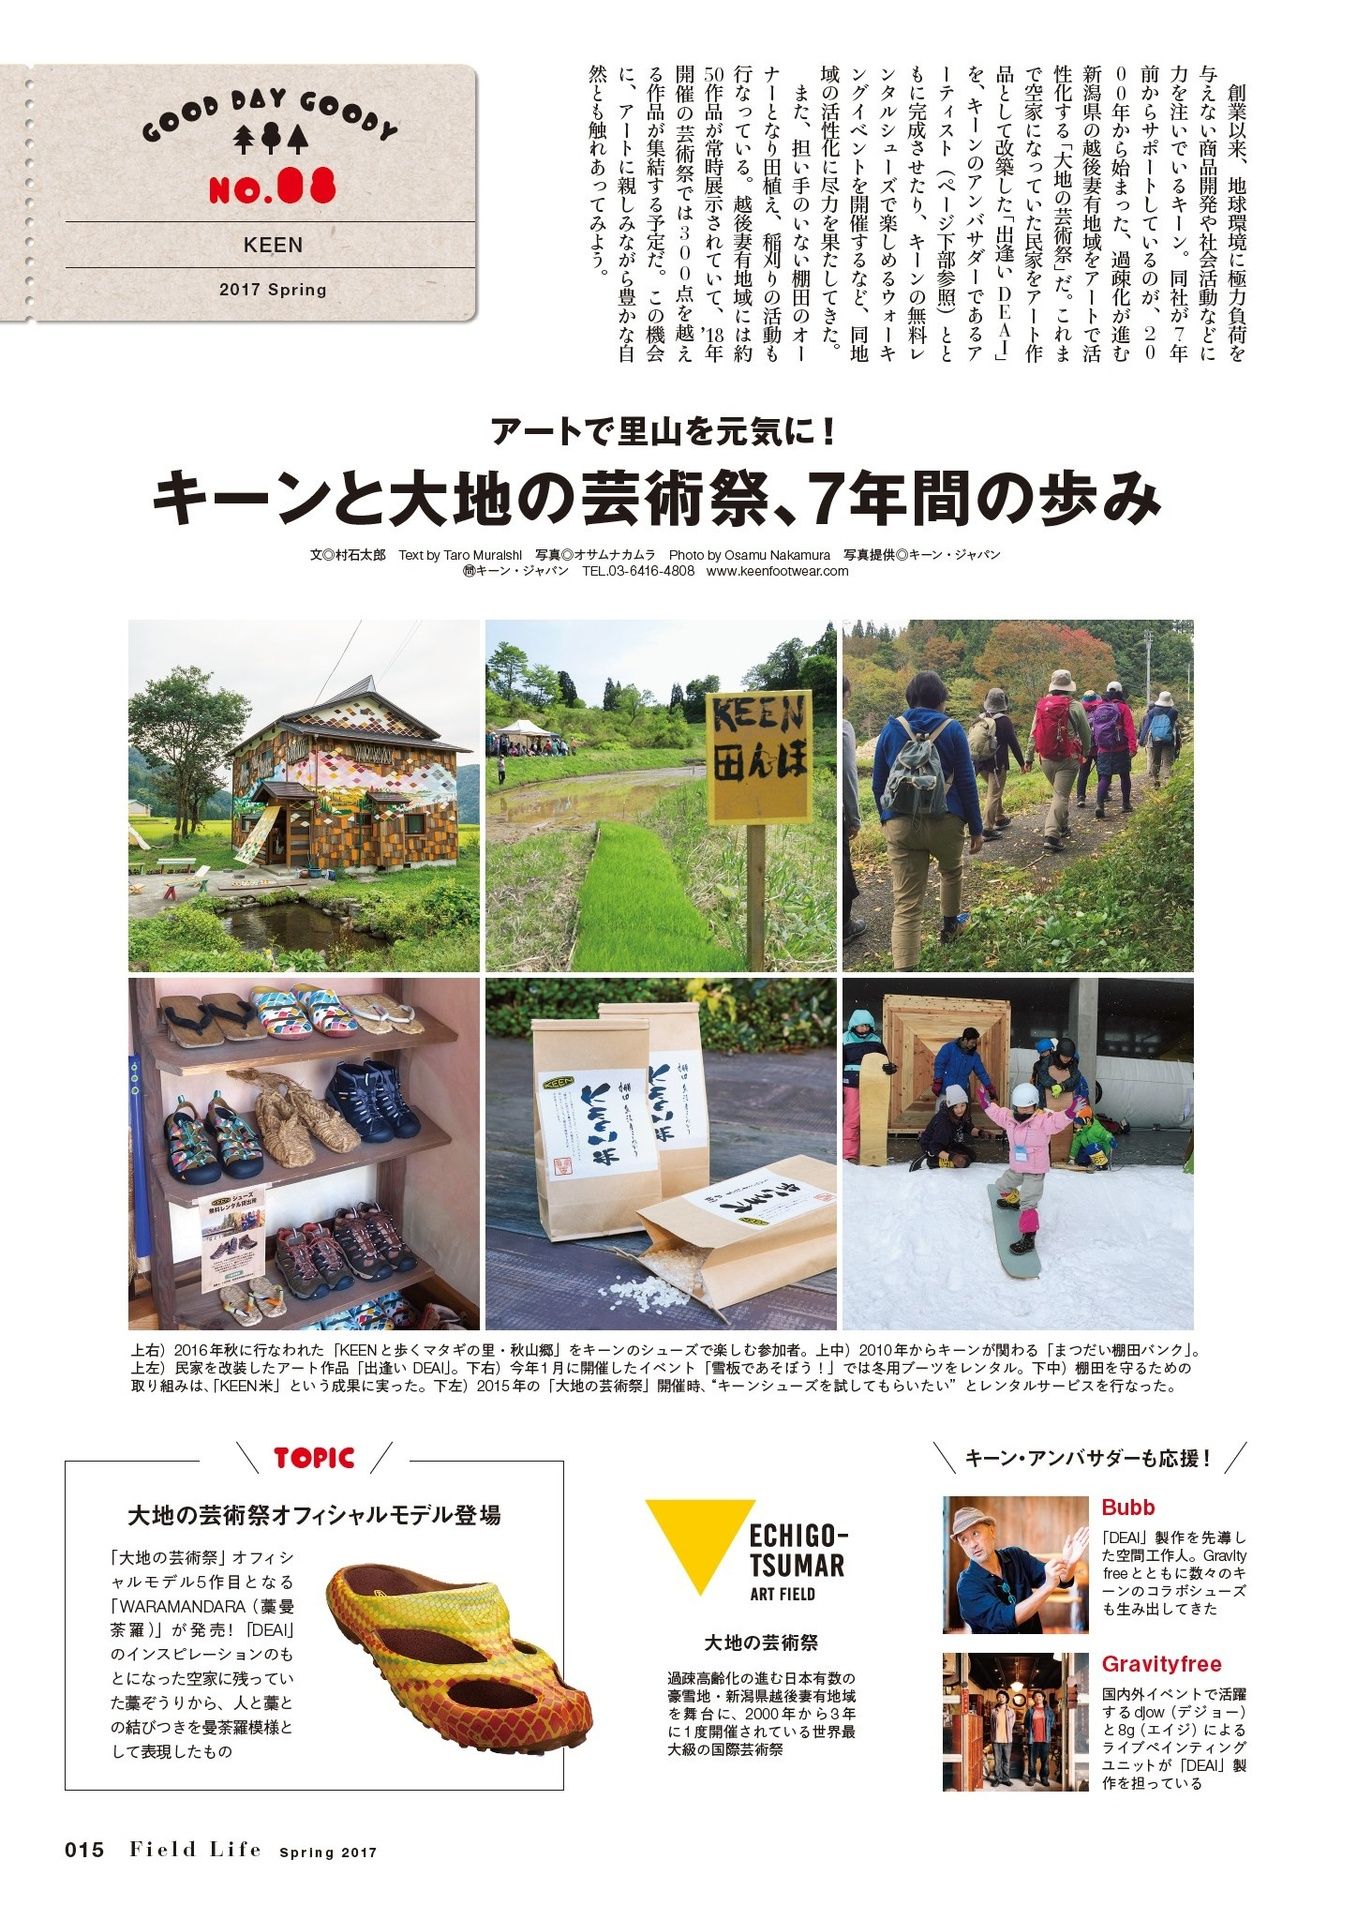 GOOD DAY GOODY
NO.08
KEEN
2017 Spring
創業以来、地球環境に極力負荷を
与えない商品開発や社会活動などに
力を注いでいるキーン。同社が7年
前からサポートしているのが、20
00年から始まった、過疎化が進む
新潟県の越後妻有地域をアートで活
性化する「大地の芸術祭」だ。これま
で空家になっていた民家をアート作
品として改築した「出逢いDEAI」
を、キーンのアンバサダーであるア
ーティスト（ページ下部参照）とと
もに完成させたり、キーンの無料レ
ンタルシューズで楽しめるウォーキ
ングイベントを開催するなど、同地
域の活性化に尽力を果たしてきた。
また、担い手のいない棚田のオー
ナーとなり田植え、稲刈りの活動も
行なっている。越後妻有地域には約
50作品が常時展示されていて、'18年
開催の芸術祭では300点を越え
る作品が集結する予定だ。この機会
に、アートに親しみながら豊かな自
然とも触れあってみよう。
アートで里山を元気に！
キーンと大地の芸術祭、7年間の歩み
文◎村石太郎　Text by Taro Muraishi　写真◎オサムナカムラ　Photo by Osamu Nakamura　写真提供◎キーン・ジャパン
㉄キーン・ジャパン　TEL.03-6416-4808　www.keenfootwear.com
KEEN
田んぼ
KEEN
シューズ
無料レンタル貸出所
KEEN
KEEN米
KEEN
上右）2016年秋に行なわれた「KEENと歩くマタギの里・秋山郷」をキーンのシューズで楽しむ参加者。上中）2010年からキーンが関わる「まつだい棚田バンク」。
上左）民家を改装したアート作品「出逢い DEAI」。下右）今年1月に開催したイベント「雪板であそぼう！」では冬用ブーツをレンタル。下中）棚田を守るための
取り組みは、「KEEN米」という成果に実った。下左）2015年の「大地の芸術祭」開催時、“キーンシューズを試してもらいたい” とレンタルサービスを行なった。
TOPIC
大地の芸術祭オフィシャルモデル登場
「大地の芸術祭」オフィシ
ャルモデル5作目となる
「WARAMANDARA（藁曼
荼羅）」が発売！「DEAI」
のインスピレーションのも
とになった空家に残ってい
た藁ぞうりから、人と藁と
の結びつきを曼荼羅模様と
して表現したもの
ECHIGO-
TSUMARI
ART FIELD
大地の芸術祭
過疎高齢化の進む日本有数の
豪雪地・新潟県越後妻有地域
を舞台に、2000年から3年
に1度開催されている世界最
大級の国際芸術祭
キーン・アンバサダーも応援！
Bubb
「DEAI」製作を先導し
た空間工作人。Gravity
freeとともに数々のキ
ーンのコラボシューズ
も生み出してきた
Gravityfree
国内外イベントで活躍
するdjow（デジョー）
と8g（エイジ）による
ライブペインティング
ユニットが「DEAI」製
作を担っている
015 Field Life Spring 2017